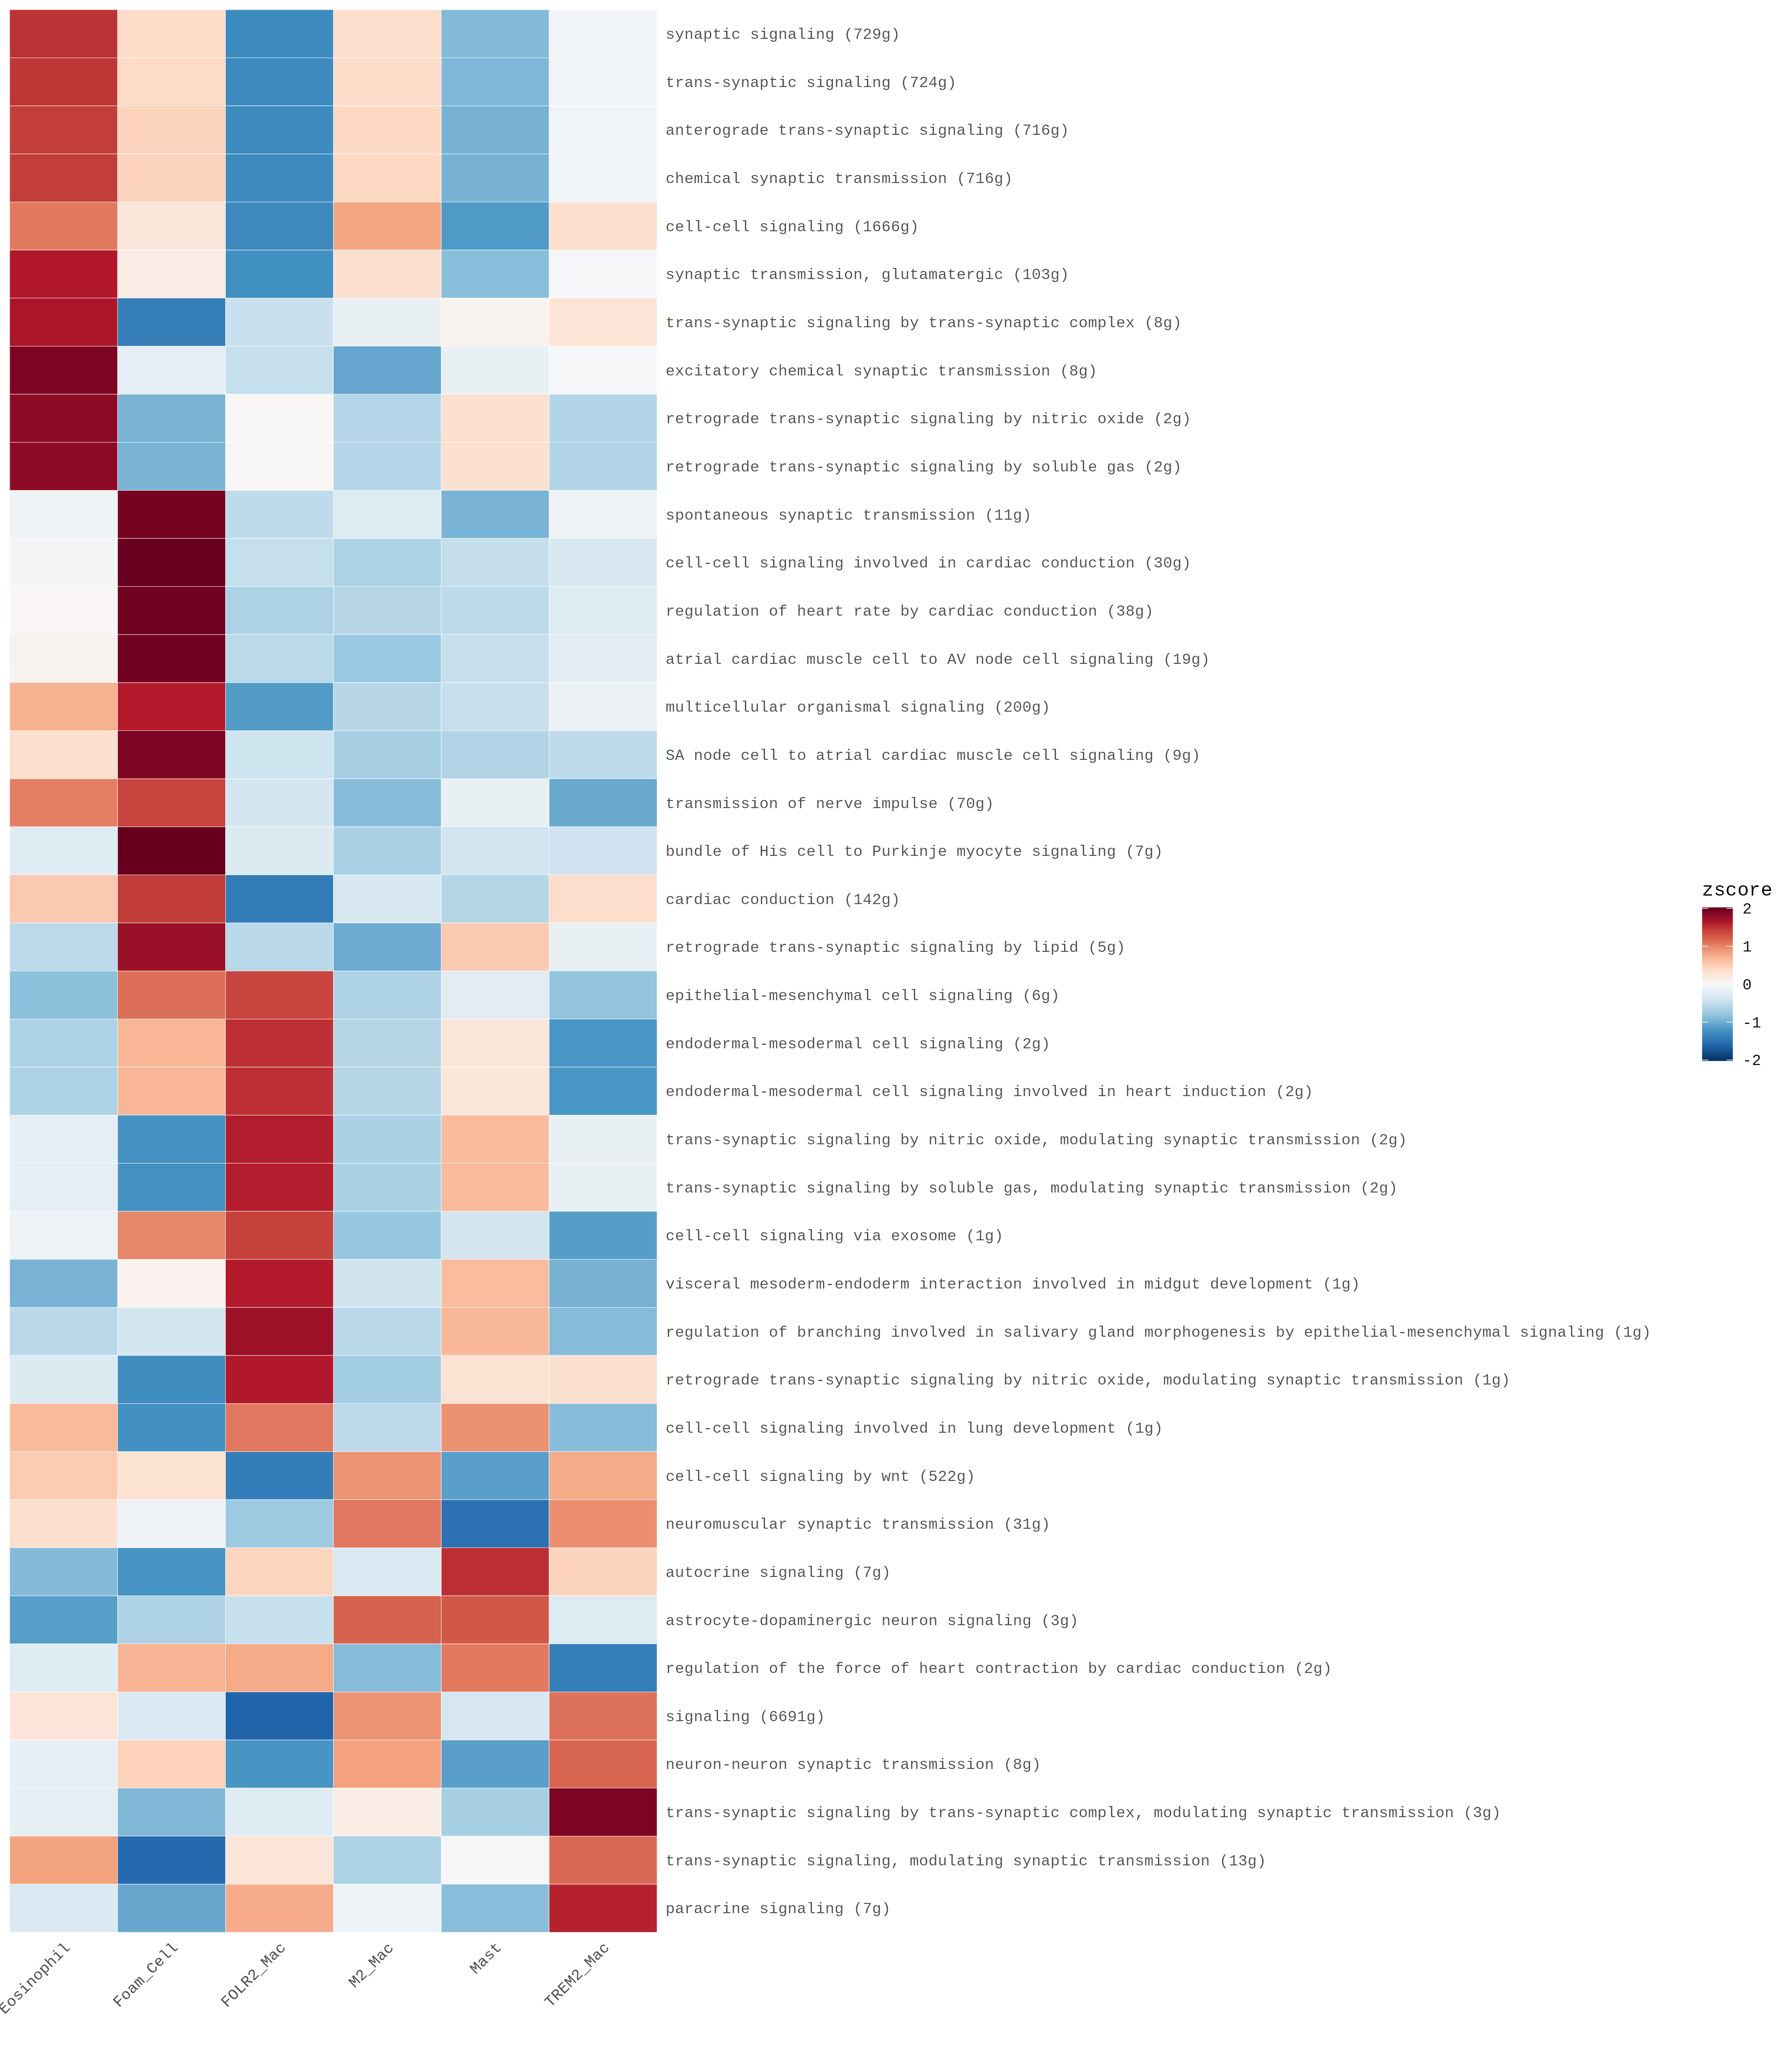 synaptic signaling (729g)
trans-synaptic signaling (724g)
anterograde trans-synaptic signaling (716g)
chemical synaptic transmission (716g)
cell-cell signaling (1666g)
synaptic transmission, glutamatergic (103g)
trans-synaptic signaling by trans-synaptic complex (8g)
excitatory chemical synaptic transmission (8g)
retrograde trans-synaptic signaling by nitric oxide (2g)
retrograde trans-synaptic signaling by soluble gas (2g)
spontaneous synaptic transmission (11g)
cell-cell signaling involved in cardiac conduction (30g)
regulation of heart rate by cardiac conduction (38g)
atrial cardiac muscle cell to AV node cell signaling (19g)
multicellular organismal signaling (200g)
SA node cell to atrial cardiac muscle cell signaling (9g)
transmission of nerve impulse (70g)
bundle of His cell to Purkinje myocyte signaling (7g)
cardiac conduction (142g)
retrograde trans-synaptic signaling by lipid (5g)
epithelial-mesenchymal cell signaling (6g)
endodermal-mesodermal cell signaling (2g)
endodermal-mesodermal cell signaling involved in heart induction (2g)
trans-synaptic signaling by nitric oxide, modulating synaptic transmission (2g)
trans-synaptic signaling by soluble gas, modulating synaptic transmission (2g)
cell-cell signaling via exosome (1g)
visceral mesoderm-endoderm interaction involved in midgut development (1g)
regulation of branching involved in salivary gland morphogenesis by epithelial-mesenchymal signaling (1g)
retrograde trans-synaptic signaling by nitric oxide, modulating synaptic transmission (1g)
cell-cell signaling involved in lung development (1g)
cell-cell signaling by wnt (522g)
neuromuscular synaptic transmission (31g)
autocrine signaling (7g)
astrocyte-dopaminergic neuron signaling (3g)
regulation of the force of heart contraction by cardiac conduction (2g)
signaling (6691g)
neuron-neuron synaptic transmission (8g)
trans-synaptic signaling by trans-synaptic complex, modulating synaptic transmission (3g)
trans-synaptic signaling, modulating synaptic transmission (13g)
paracrine signaling (7g)
Eosinophil
Foam_Cell
FOLR2_Mac
M2_Mac
Mast
TREM2_Mac
zscore
2
1
0
-1
-2